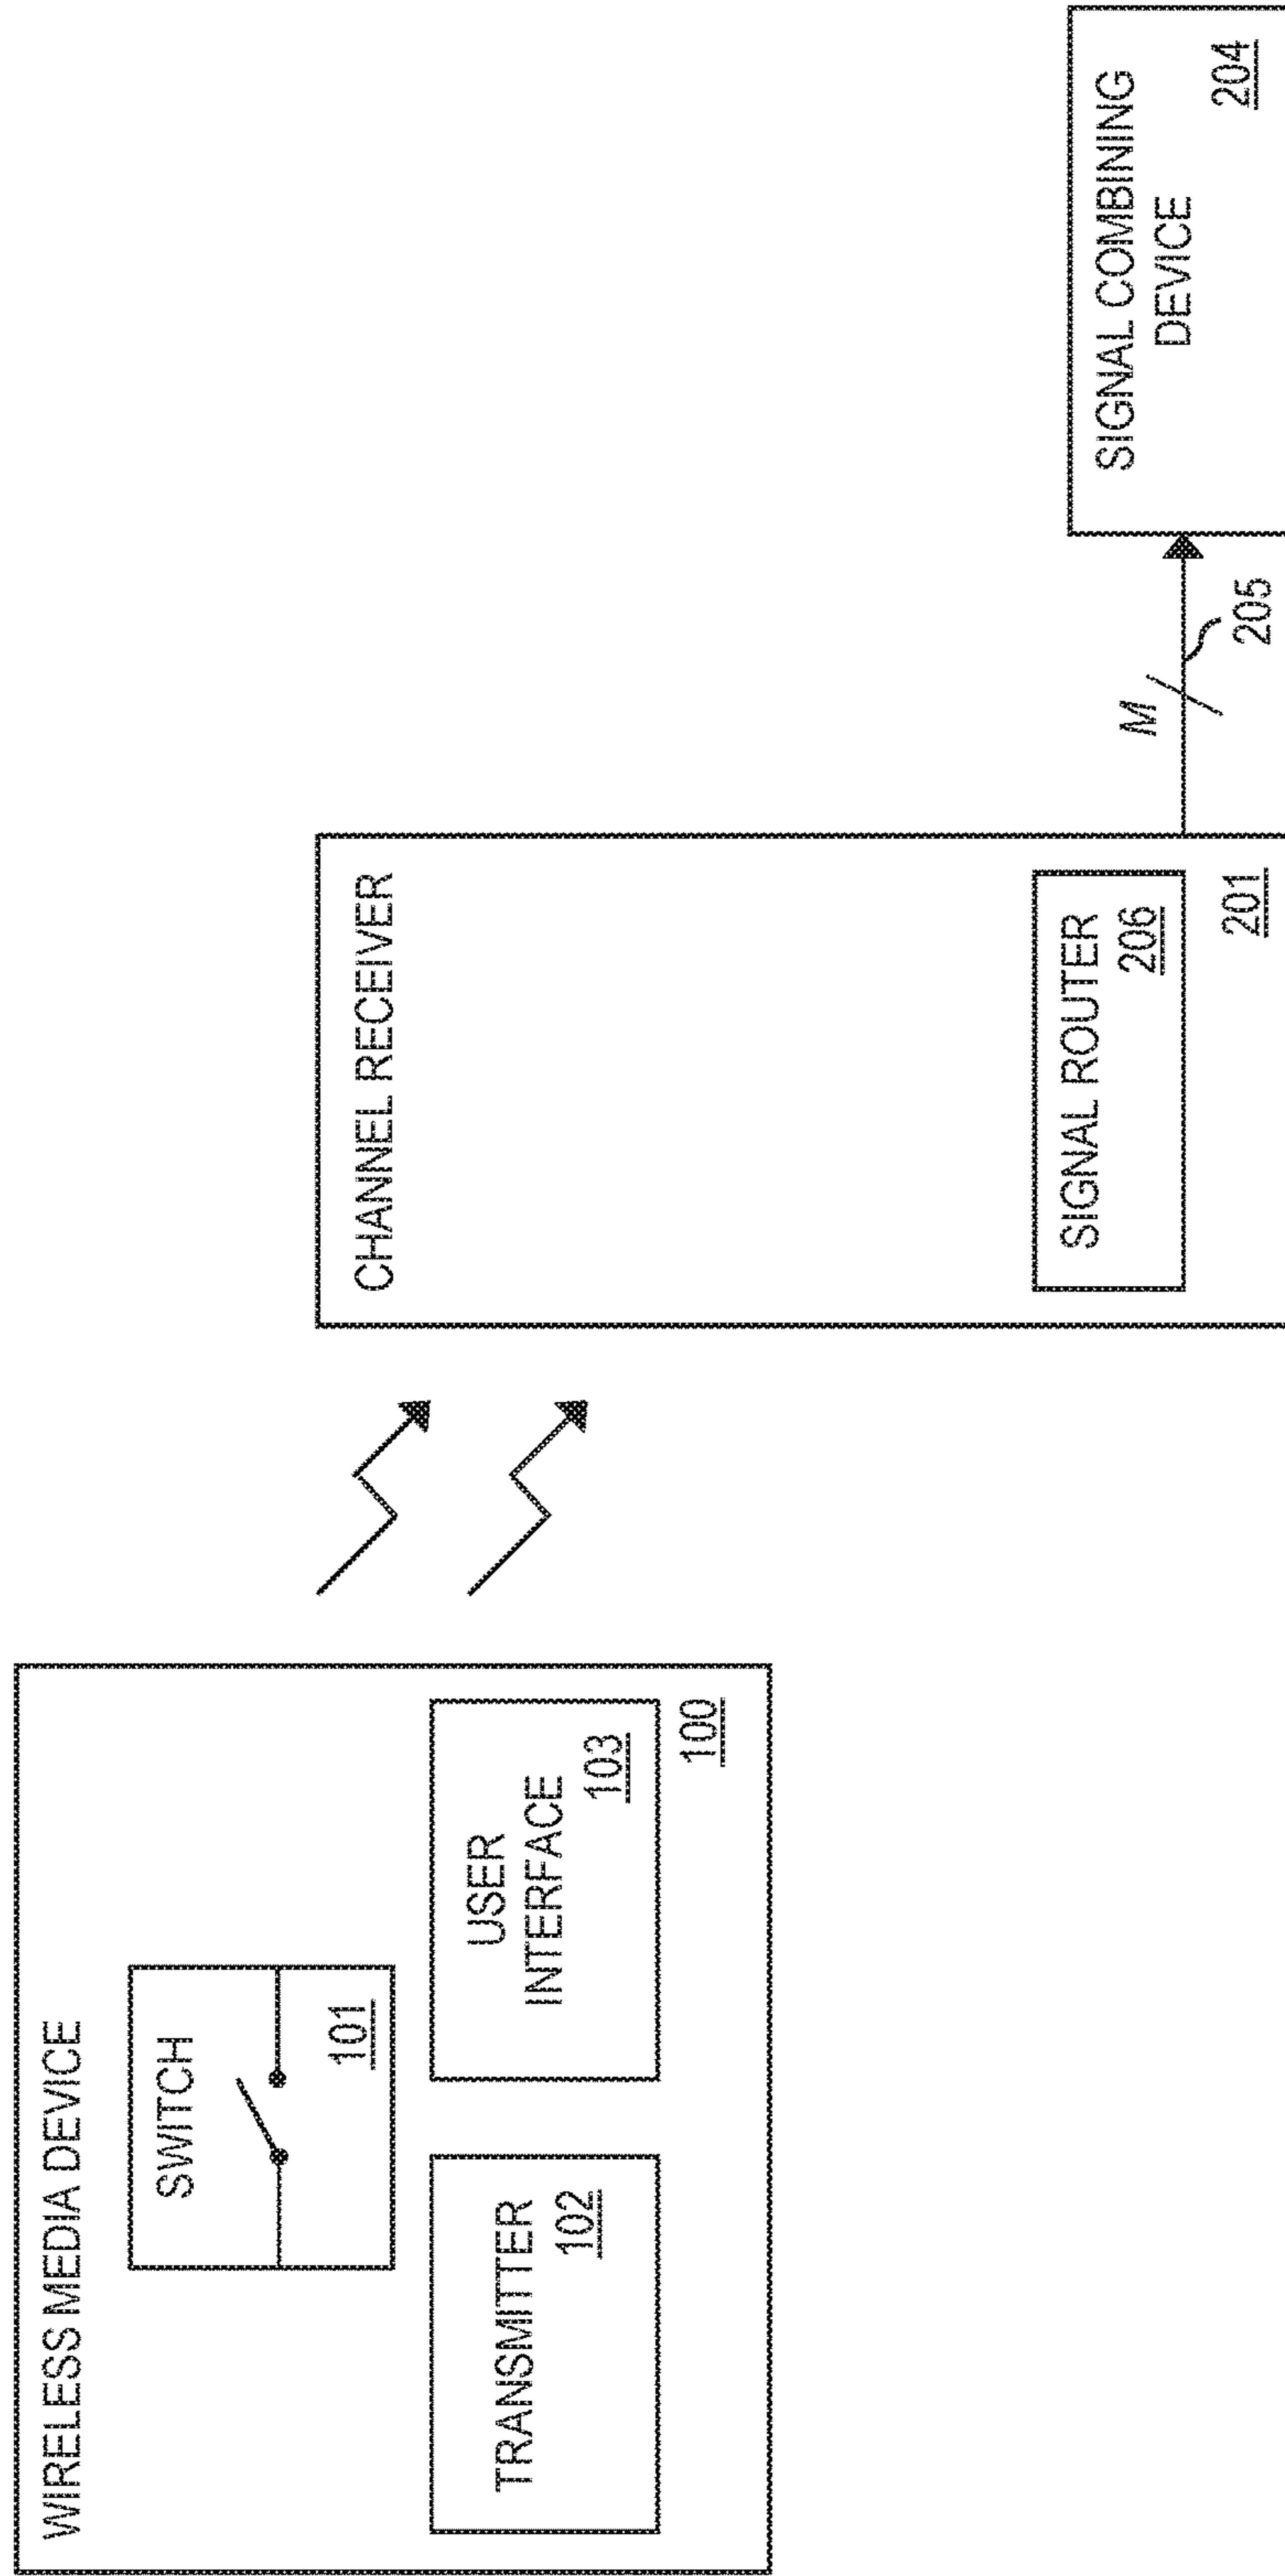 WIRELESS MEDIA DEVICE
SWITCH
101
TRANSMITTER
102
USER
INTERFACE
103
100
CHANNEL RECEIVER
SIGNAL ROUTER
206
201
M
205
SIGNAL COMBINING
DEVICE
204